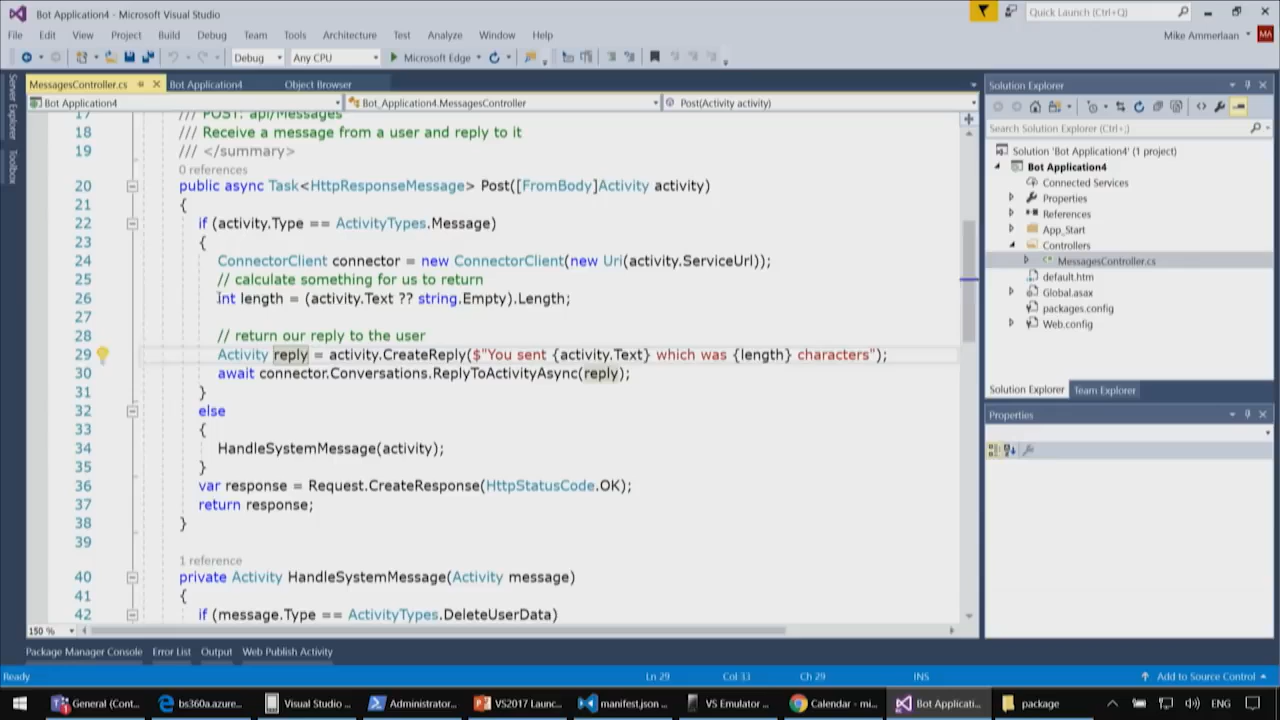 Bot Application4 - Microsoft Visual Studio
Quick Launch (Ctrl+Q)
File Edit View Project Build Debug Team Tools Architecture Test Analyze Window Help
Mike Ammerlaan MA
Debug Any CPU Microsoft Edge
Server Explorer
Toolbox
MessagesController.cs Bot Application4 Object Browser
Bot Application4 Bot_Application4.MessagesController Post(Activity activity)
17 /// POST: api/Messages
18 /// Receive a message from a user and reply to it
19 /// </summary>
0 references
20 public async Task<HttpResponseMessage> Post([FromBody]Activity activity)
21 {
22 if (activity.Type == ActivityTypes.Message)
23 {
24 ConnectorClient connector = new ConnectorClient(new Uri(activity.ServiceUrl));
25 // calculate something for us to return
26 int length = (activity.Text ?? string.Empty).Length;
27
28 // return our reply to the user
29 Activity reply = activity.CreateReply($"You sent {activity.Text} which was {length} characters");
30 await connector.Conversations.ReplyToActivityAsync(reply);
31 }
32 else
33 {
34 HandleSystemMessage(activity);
35 }
36 var response = Request.CreateResponse(HttpStatusCode.OK);
37 return response;
38 }
39
1 reference
40 private Activity HandleSystemMessage(Activity message)
41 {
42 if (message.Type == ActivityTypes.DeleteUserData)
150 %
Solution Explorer
Search Solution Explorer (Ctrl+;)
Solution 'Bot Application4' (1 project)
Bot Application4
Connected Services
Properties
References
App_Start
Controllers
MessagesController.cs
default.htm
Global.asax
packages.config
Web.config
Solution Explorer Team Explorer
Properties
Package Manager Console Error List Output Web Publish Activity
Ready Ln 29 Col 33 Ch 29 INS Add to Source Control
General (Cont... bs360a.azure... Visual Studio ... Administrator... VS2017 Launc... manifest.json ... VS Emulator ... Calendar - mi... Bot Applicati... package ENG